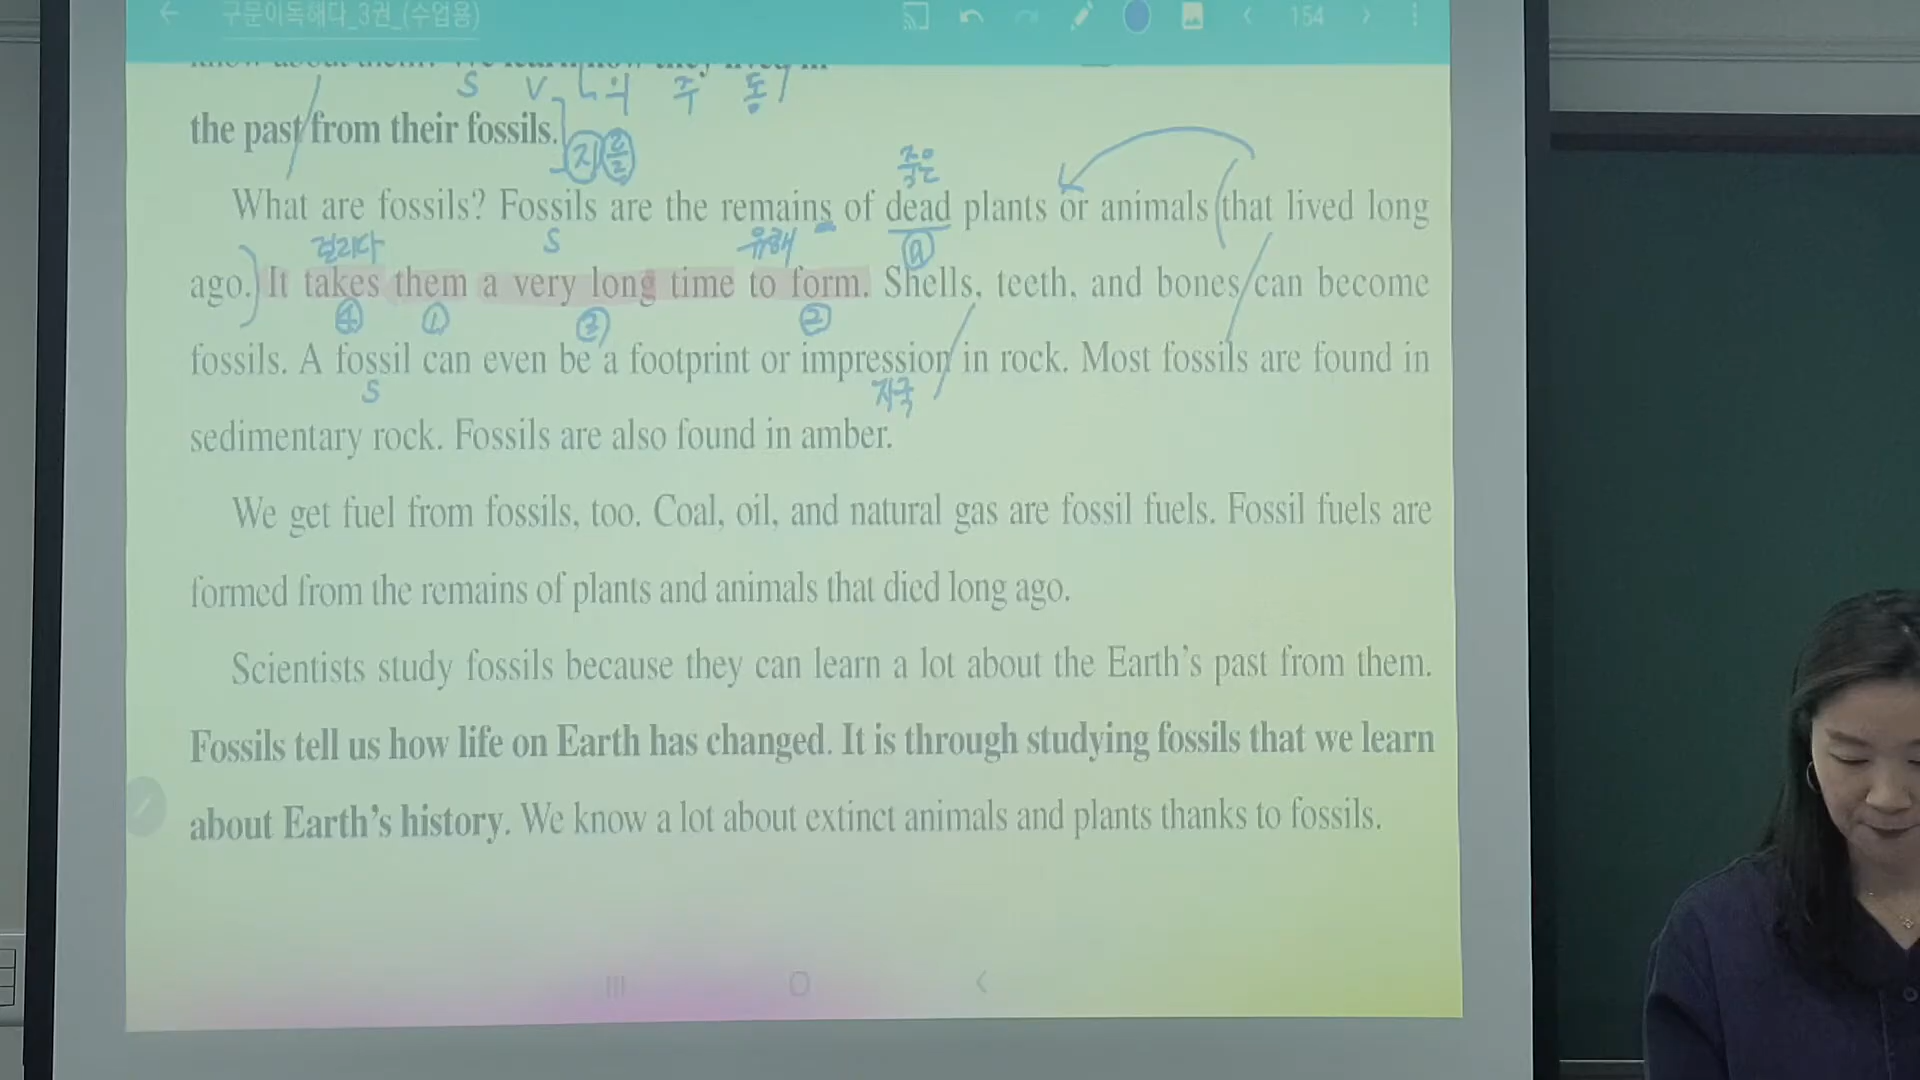 구문이독해다_3권_(수업용)
154
S V 의 주 동
the past from their fossils.
지 를
죽은
What are fossils? Fossils are the remains of dead plants or animals that lived long
걸리다 S 유해 a
ago. It takes them a very long time to form. Shells, teeth, and bones can become
④ ① ③ ②
fossils. A fossil can even be a footprint or impression in rock. Most fossils are found in
S 자국
sedimentary rock. Fossils are also found in amber.
We get fuel from fossils, too. Coal, oil, and natural gas are fossil fuels. Fossil fuels are
formed from the remains of plants and animals that died long ago.
Scientists study fossils because they can learn a lot about the Earth's past from them.
Fossils tell us how life on Earth has changed. It is through studying fossils that we learn
about Earth's history. We know a lot about extinct animals and plants thanks to fossils.